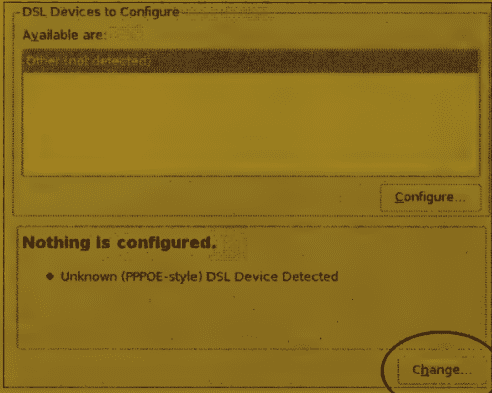 DSL Devices to Configure
Available are:
Other (not detected)
Configure...
Nothing is configured.
• Unknown (PPPOE-style) DSL Device Detected
Change...